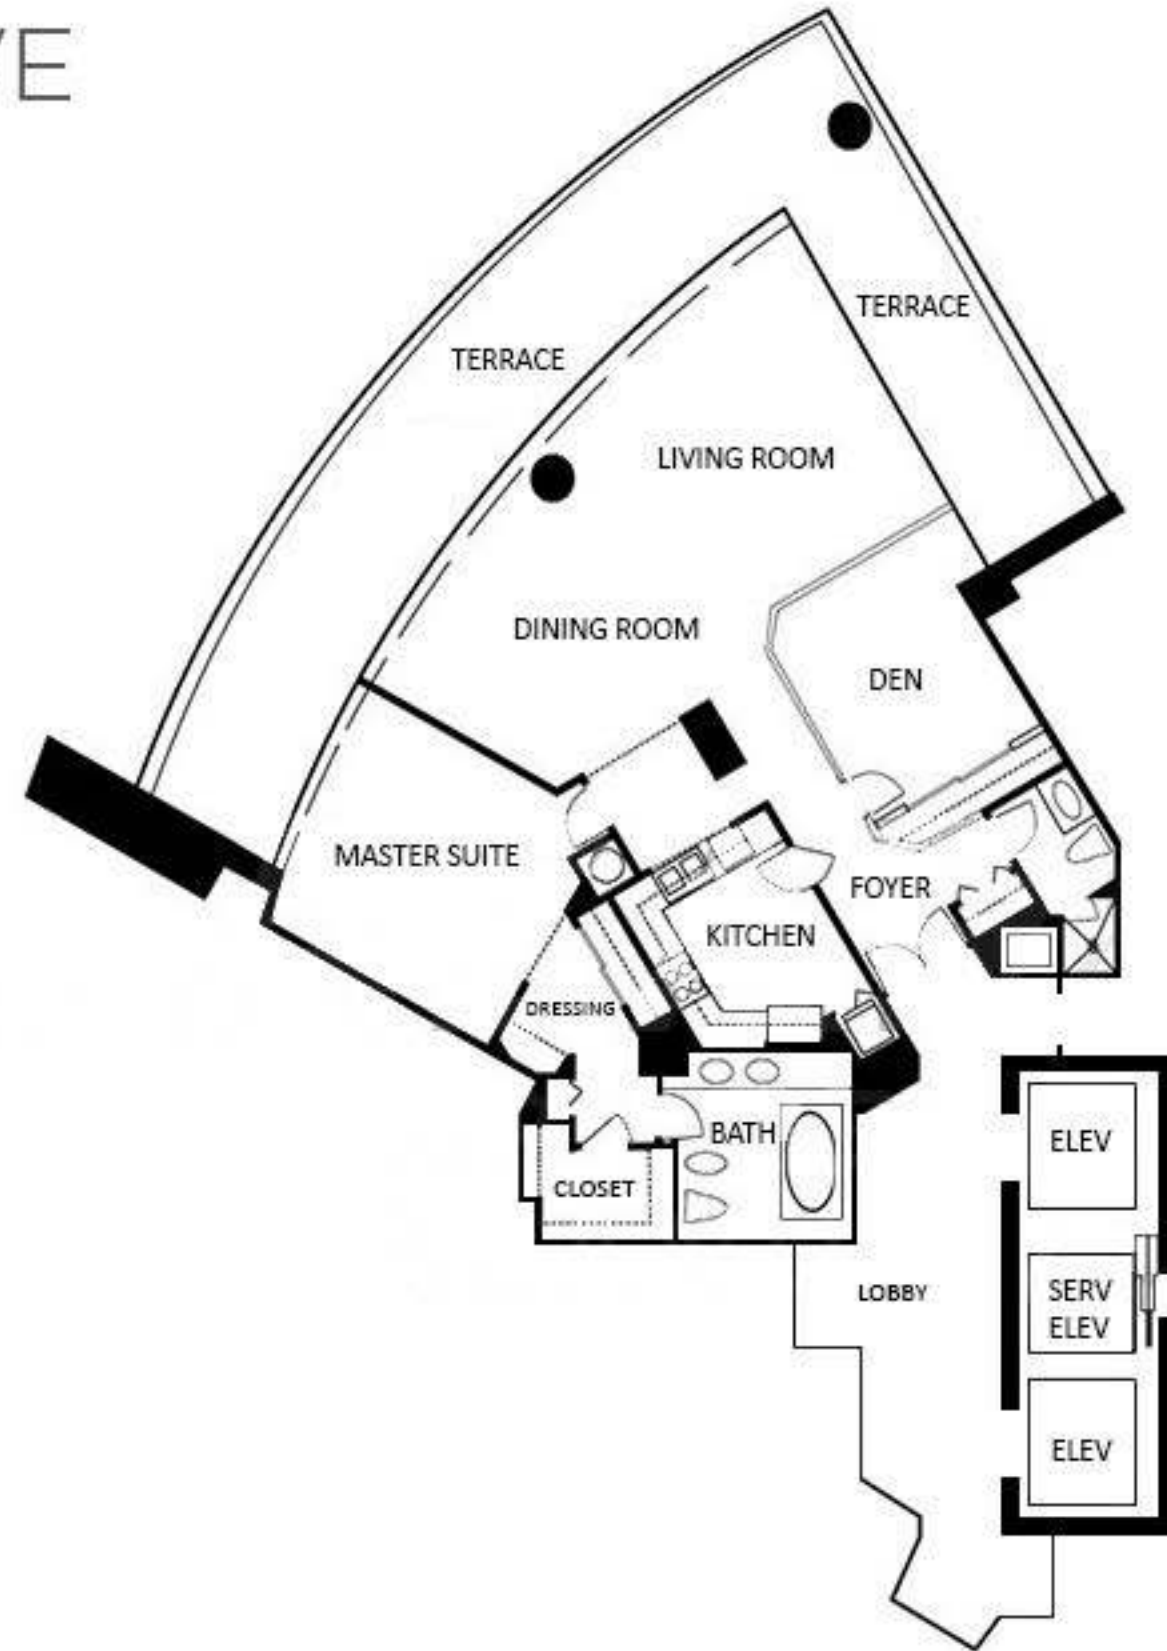 VE
TERRACE
TERRACE
LIVING ROOM
DINING ROOM
DEN
MASTER SUITE
FOYER
KITCHEN
DRESSING
BATH
ELEV
CLOSET
LOBBY
SERV
ELEV
ELEV